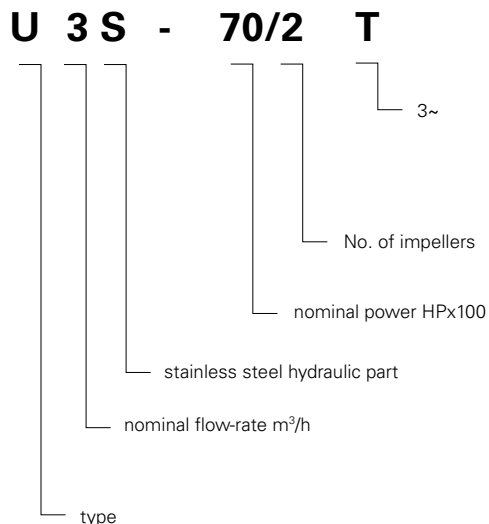 U 3 S - 70/2 T
3~
No. of impellers
nominal power HPx100
stainless steel hydraulic part
nominal flow-rate m³/h
type